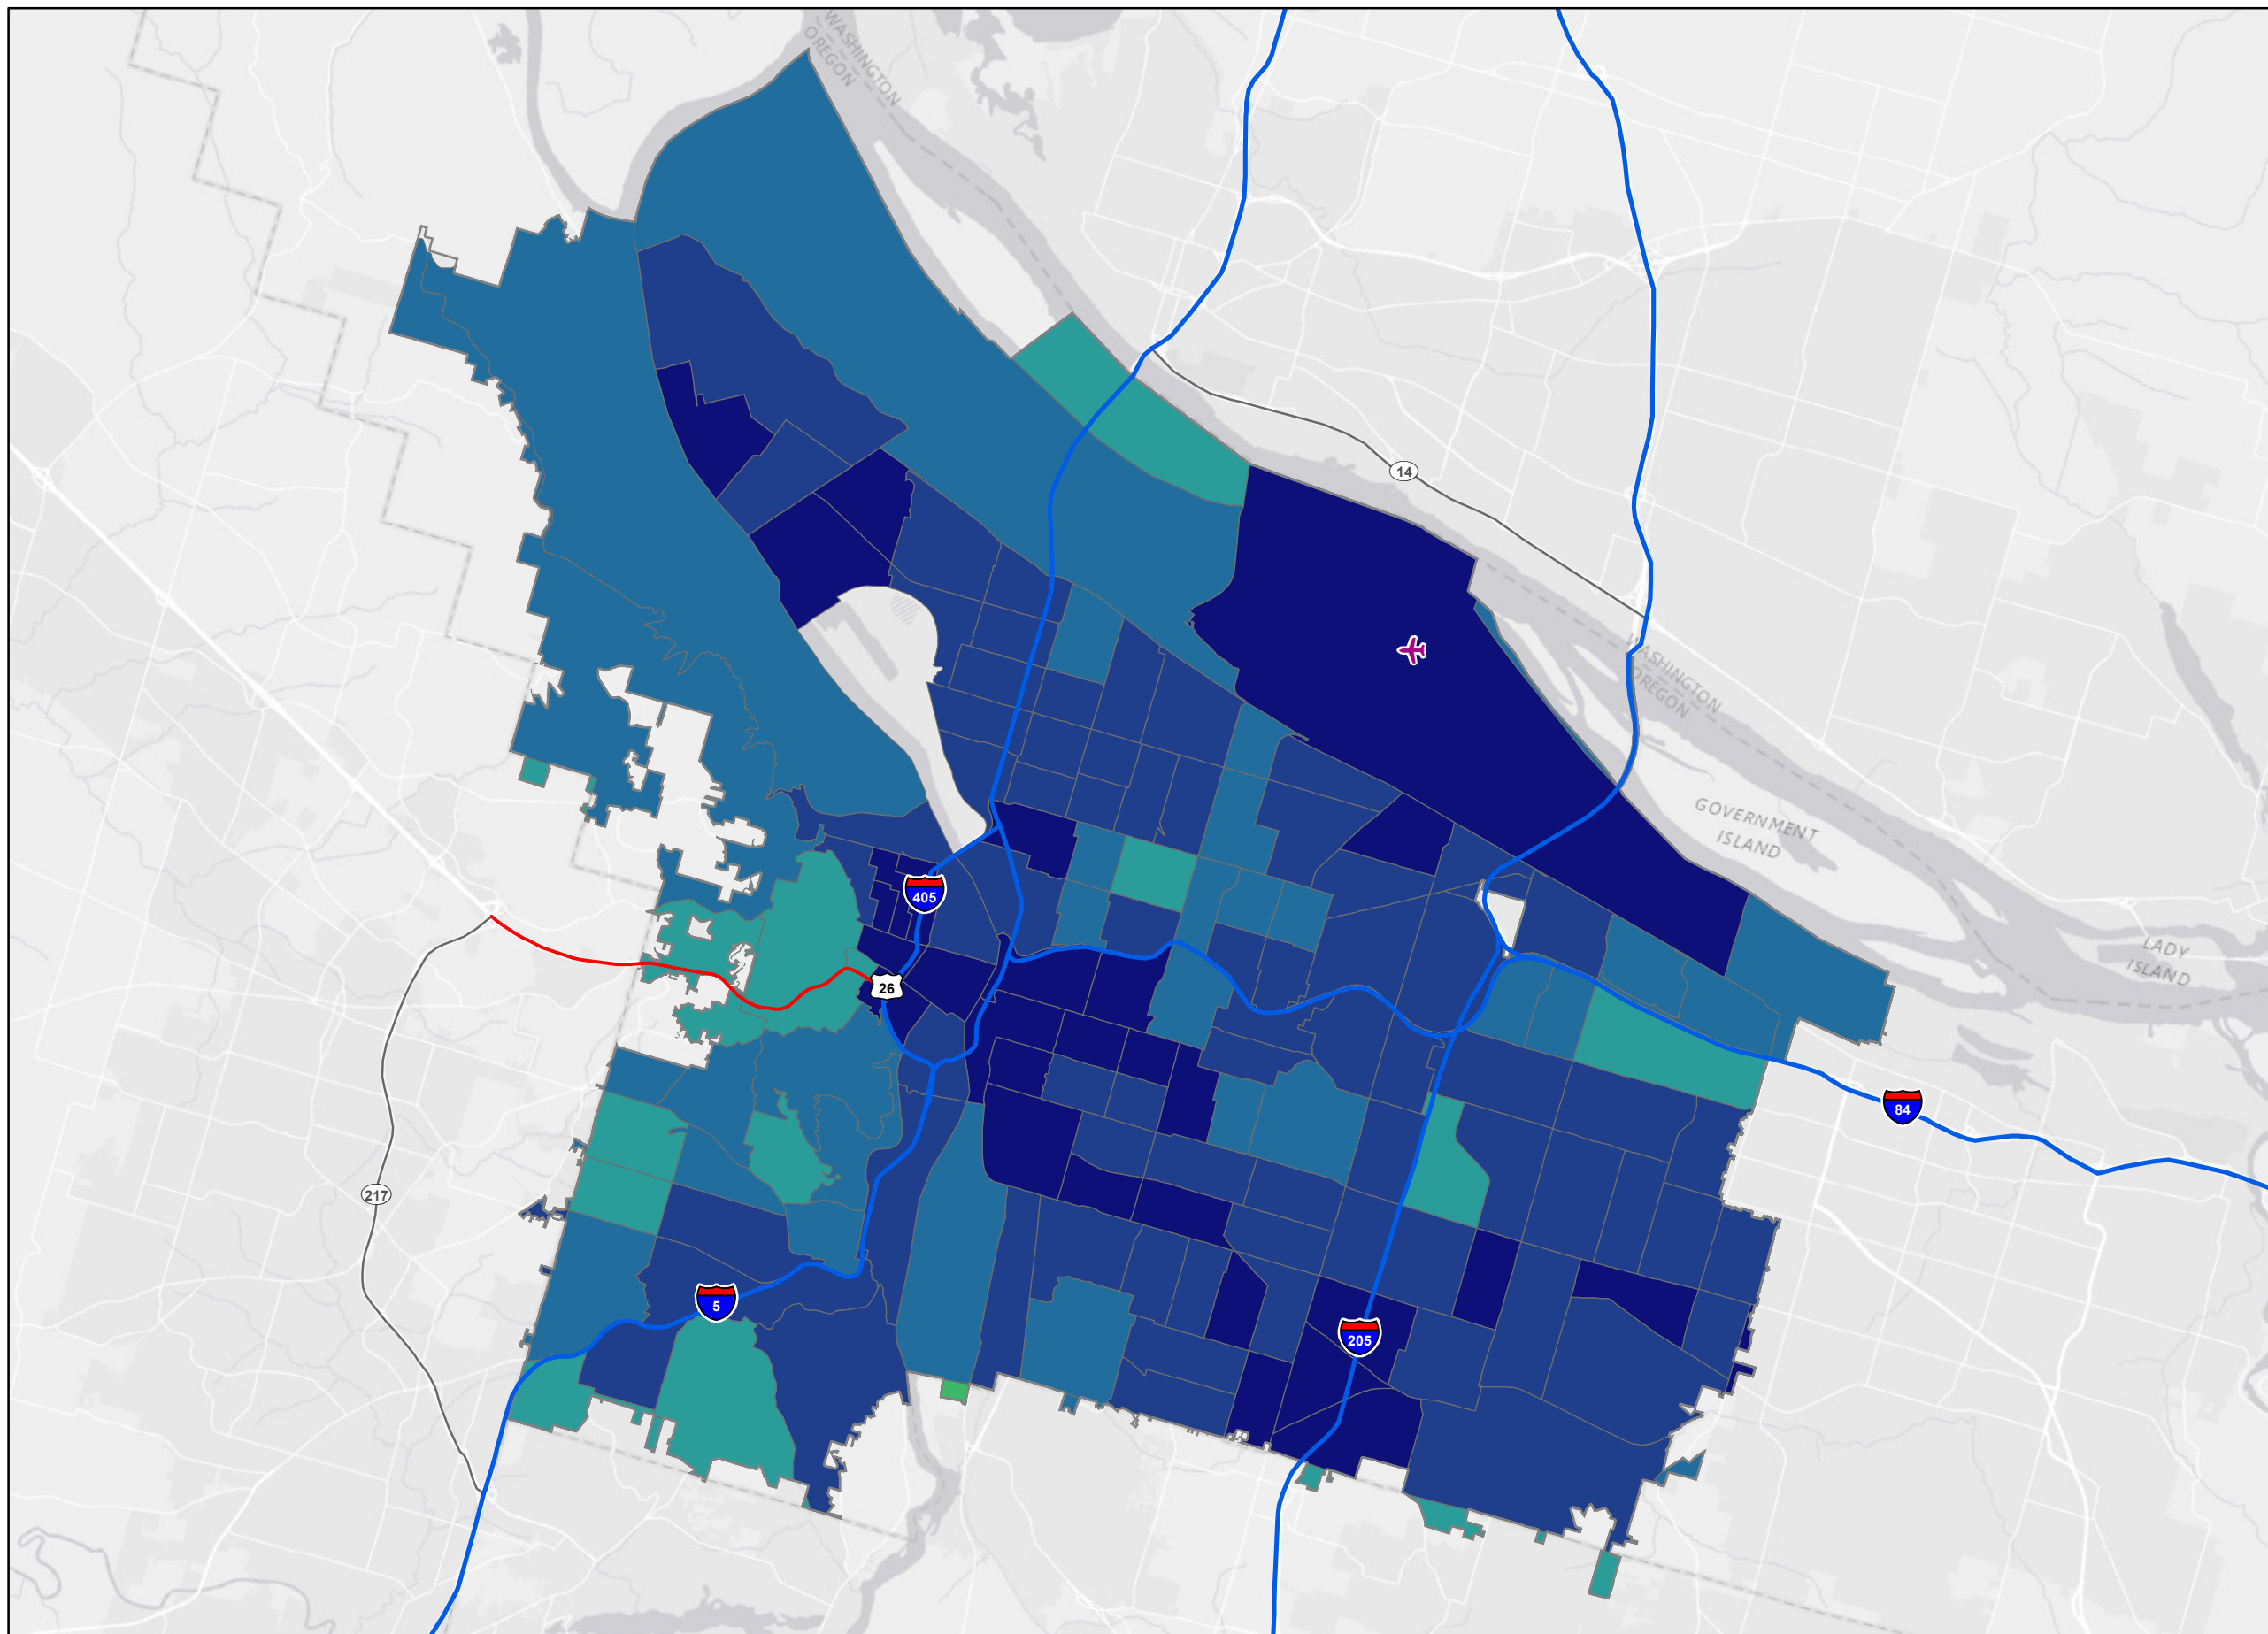 WASHINGTON
OREGON
14
WASHINGTON
OREGON
GOVERNMENT
ISLAND
405
LADY
ISLAND
26
84
217
5
205